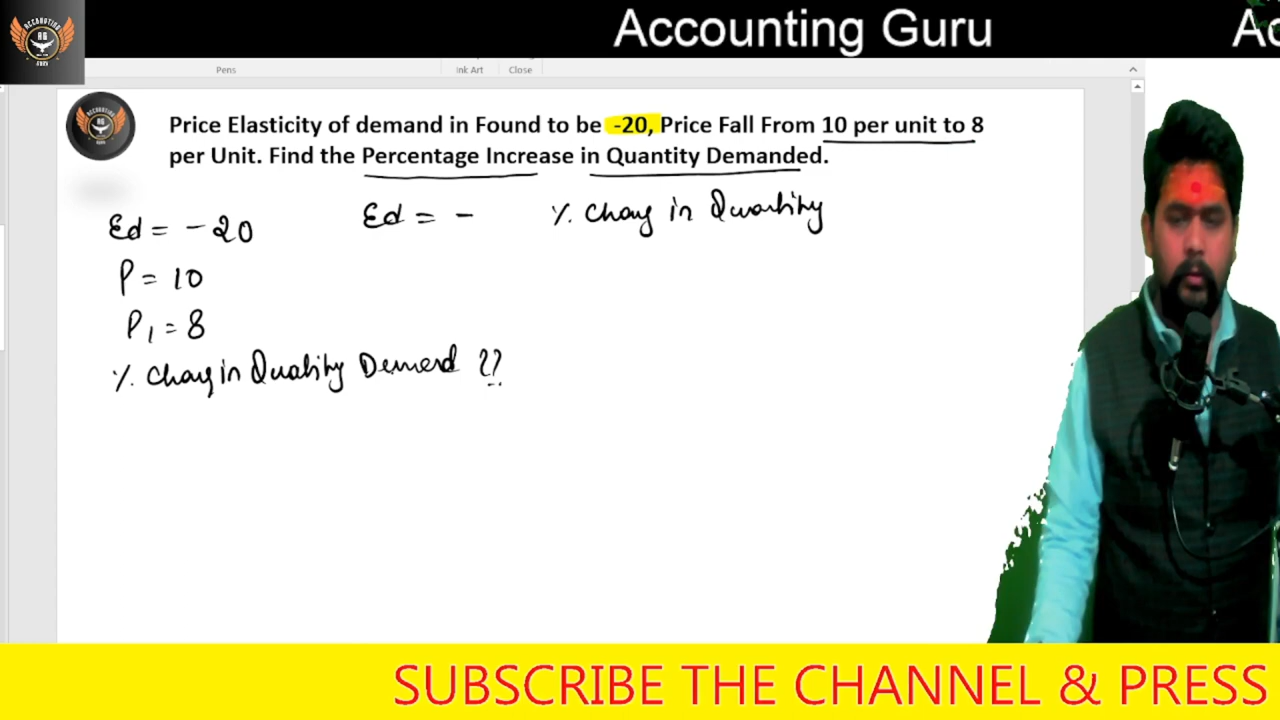 Accounting Guru
Ac
Pens
Ink Art
Close
Price Elasticity of demand in Found to be -20, Price Fall From 10 per unit to 8
per Unit. Find the Percentage Increase in Quantity Demanded.
Ed = -20
Ed = - % Chang in Quantity
P = 10
P1 = 8
% Chang in Quality Demand ??
SUBSCRIBE THE CHANNEL & PRESS